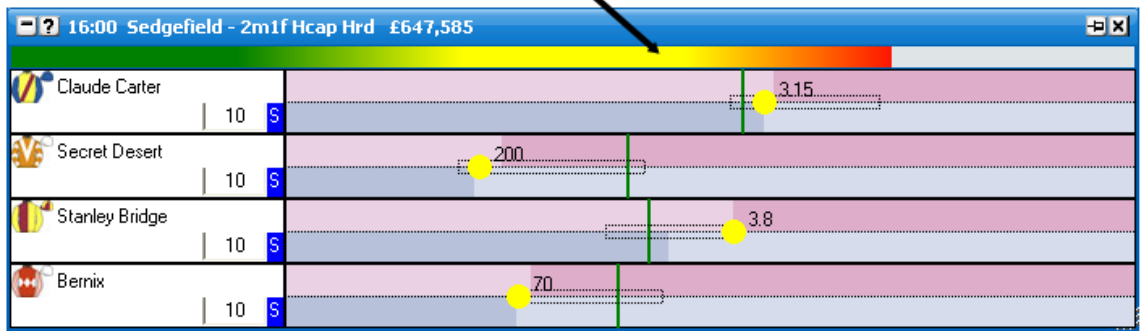 16:00 Sedgefield - 2m1f Hcap Hrd £647,585
Claude Carter
3.15
10 S
Secret Desert
200
10 S
Stanley Bridge
3.8
10 S
Bernix
70
10 S